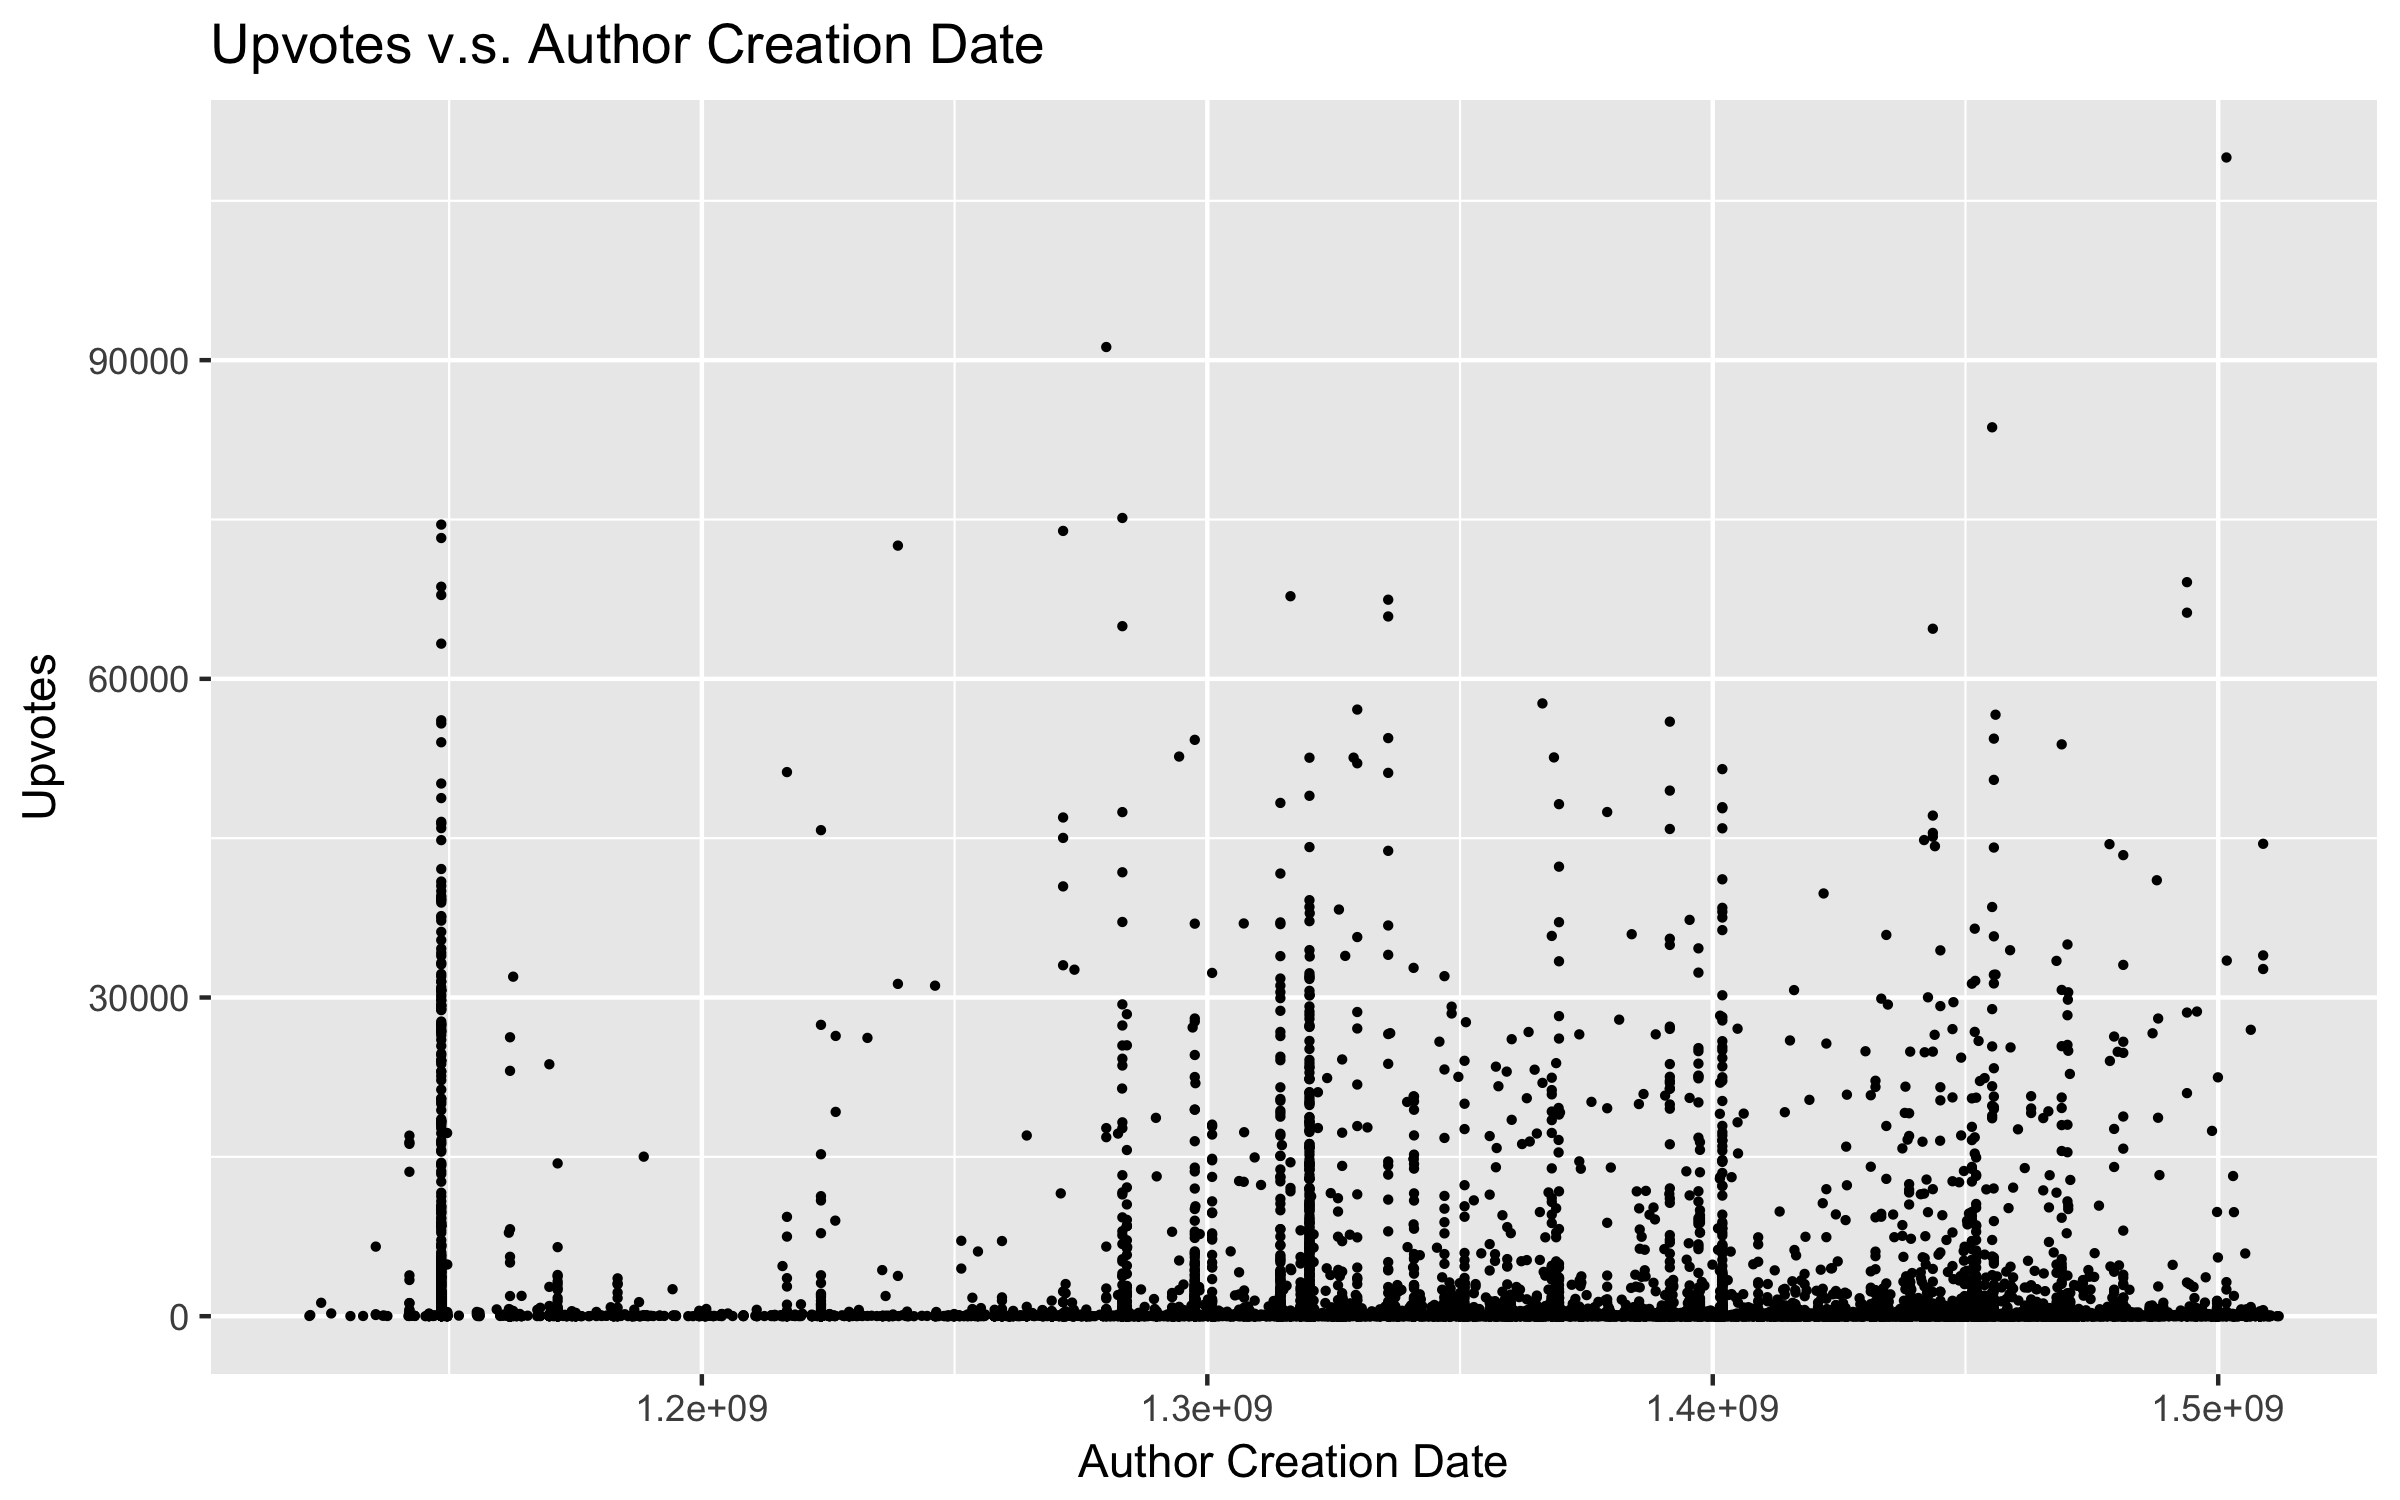 Upvotes v.s. Author Creation Date
Upvotes
90000
60000
30000
0
1.2e+09
1.3e+09
1.4e+09
1.5e+09
Author Creation Date